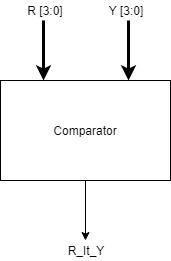 R [3:0] Y [3:0]
Comparator
R_lt_Y